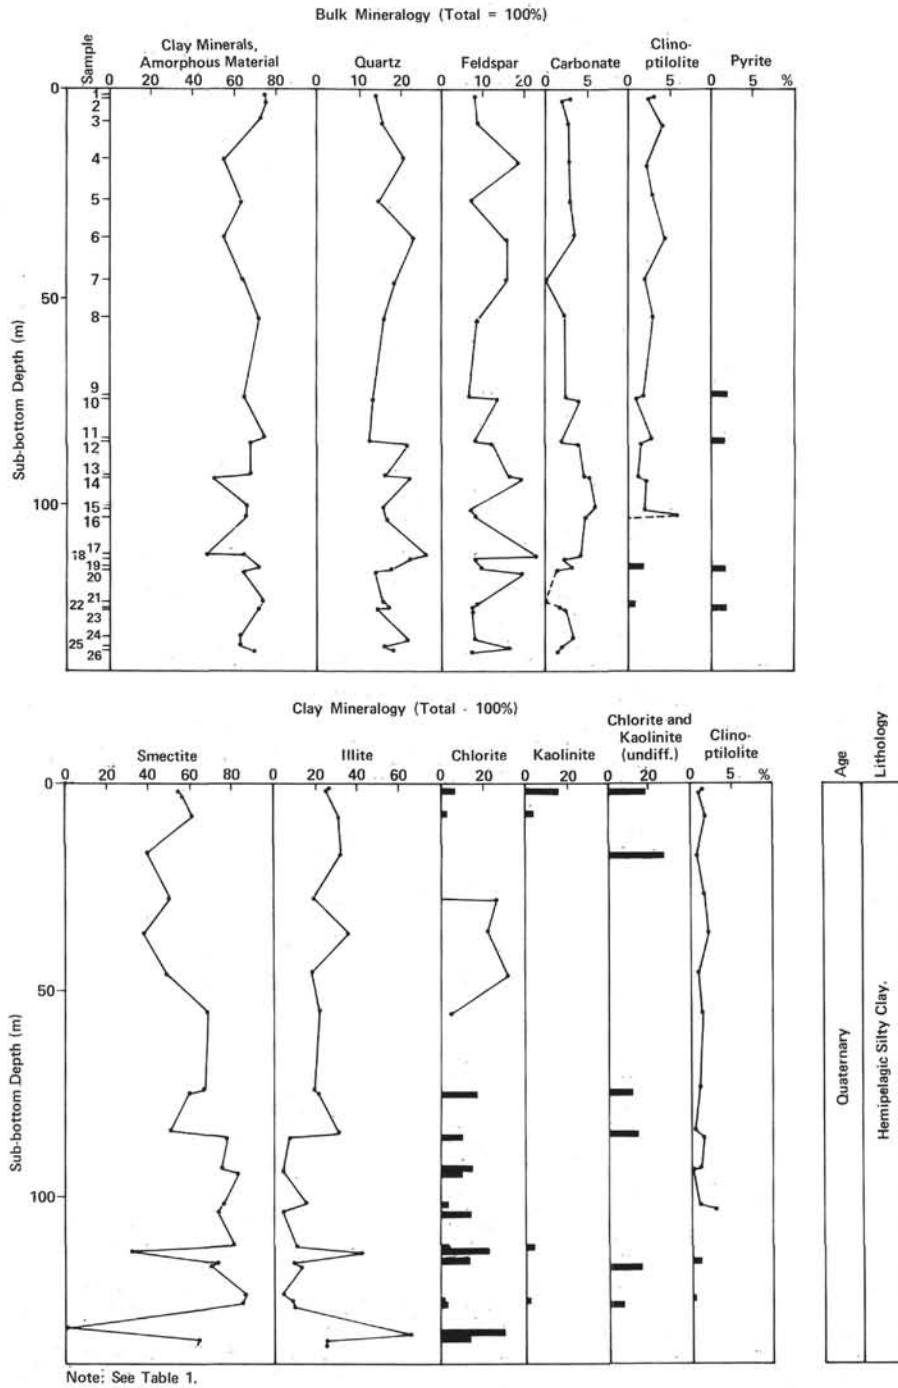 Bulk Mineralogy (Total = 100%)
Sample
Clay Minerals,
Amorphous Material
Quartz
Feldspar
Carbonate
Clino-
ptilolite
Pyrite
0 20 40 60 80 0 10 20 0 10 20 0 5 0 5 0 5 %
Sub-bottom Depth (m)
0
50
100
1
2
3
4
5
6
7
8
9
10
11
12
13
14
15
16
17
18
19
20
21
22
23
24
25
26
Clay Mineralogy (Total - 100%)
Smectite
Illite
Chlorite
Kaolinite
Chlorite and
Kaolinite
(undiff.)
Clino-
ptilolite
0 20 40 60 80 0 20 40 60 0 20 0 20 0 20 0 5 %
Sub-bottom Depth (m)
0
50
100
Age
Lithology
Quaternary
Hemipelagic Silty Clay.
Note: See Table 1.